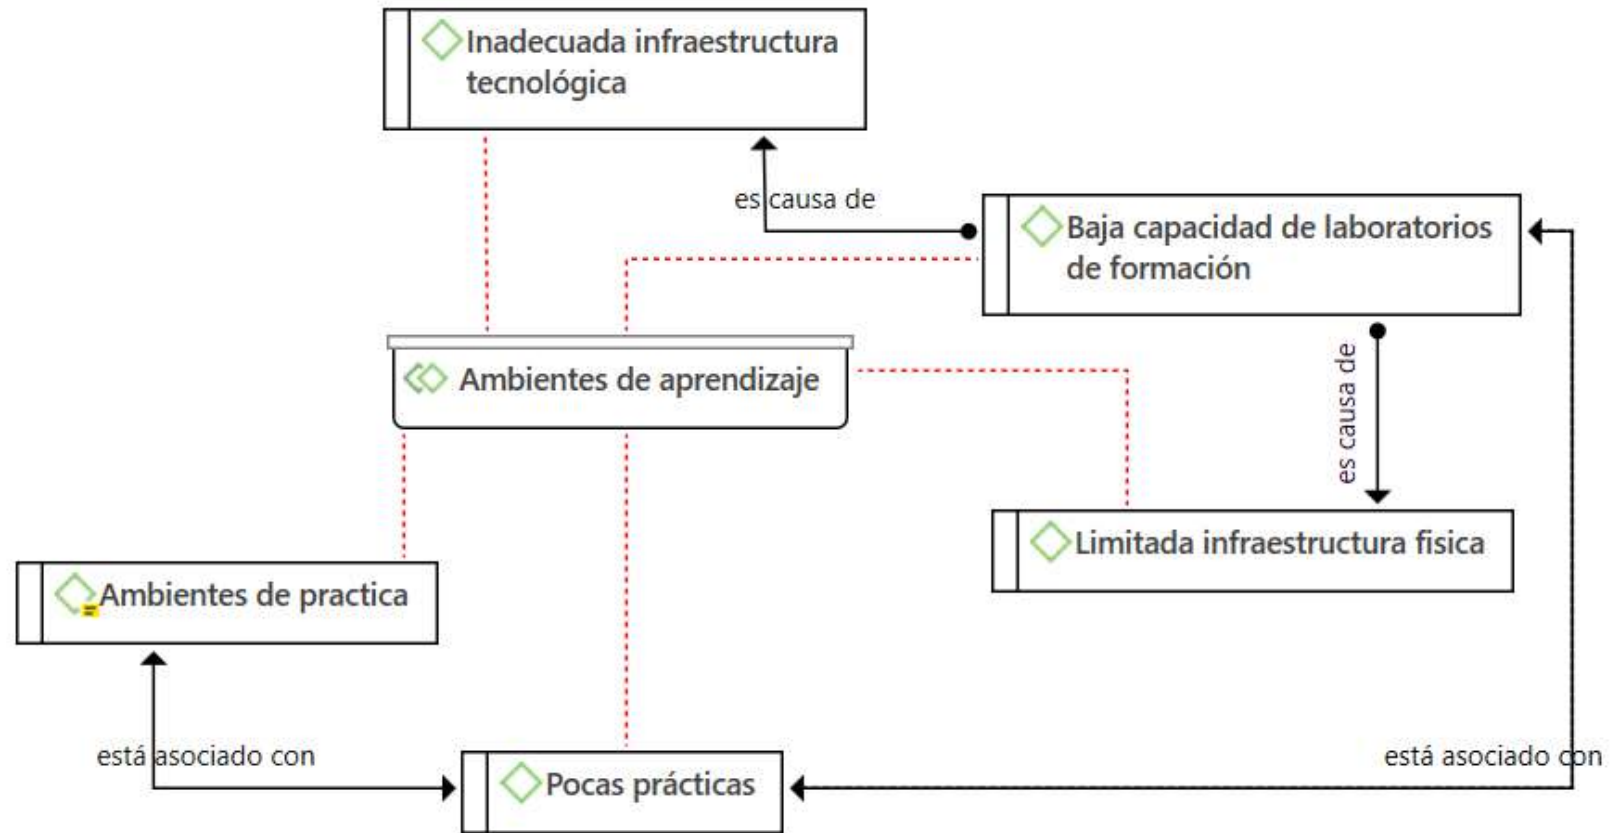 Inadecuada infraestructura
tecnológica
es causa de
Baja capacidad de laboratorios
de formación
Ambientes de aprendizaje
es causa de
Limitada infraestructura fisica
Ambientes de practica
está asociado con
Pocas prácticas
está asociado con